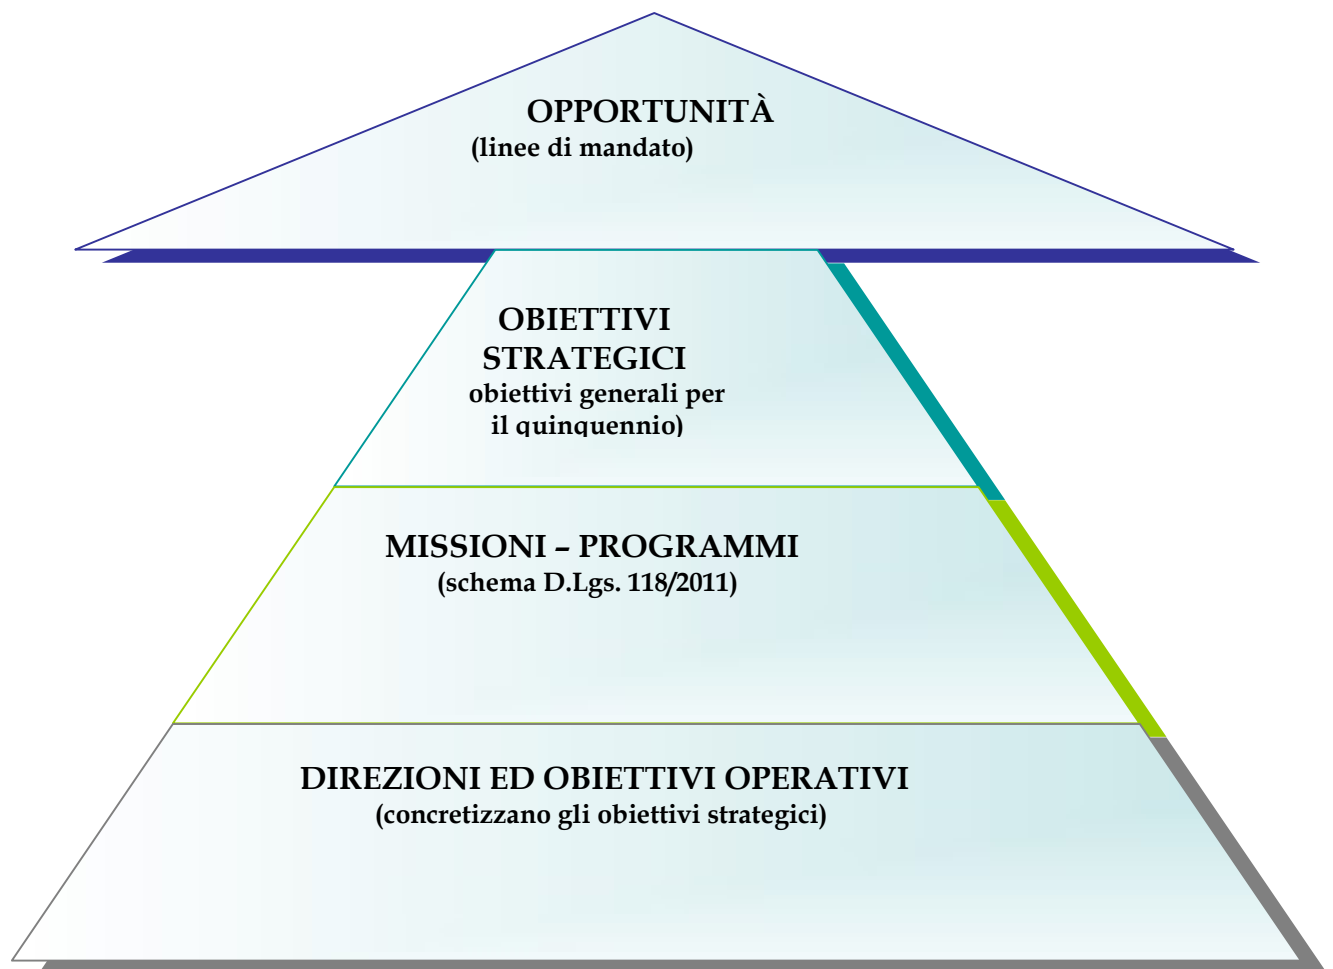 OPPORTUNITÀ
(linee di mandato)
OBIETTIVI
STRATEGICI
obiettivi generali per
il quinquennio)
MISSIONI – PROGRAMMI
(schema D.Lgs. 118/2011)
DIREZIONI ED OBIETTIVI OPERATIVI
(concretizzano gli obiettivi strategici)